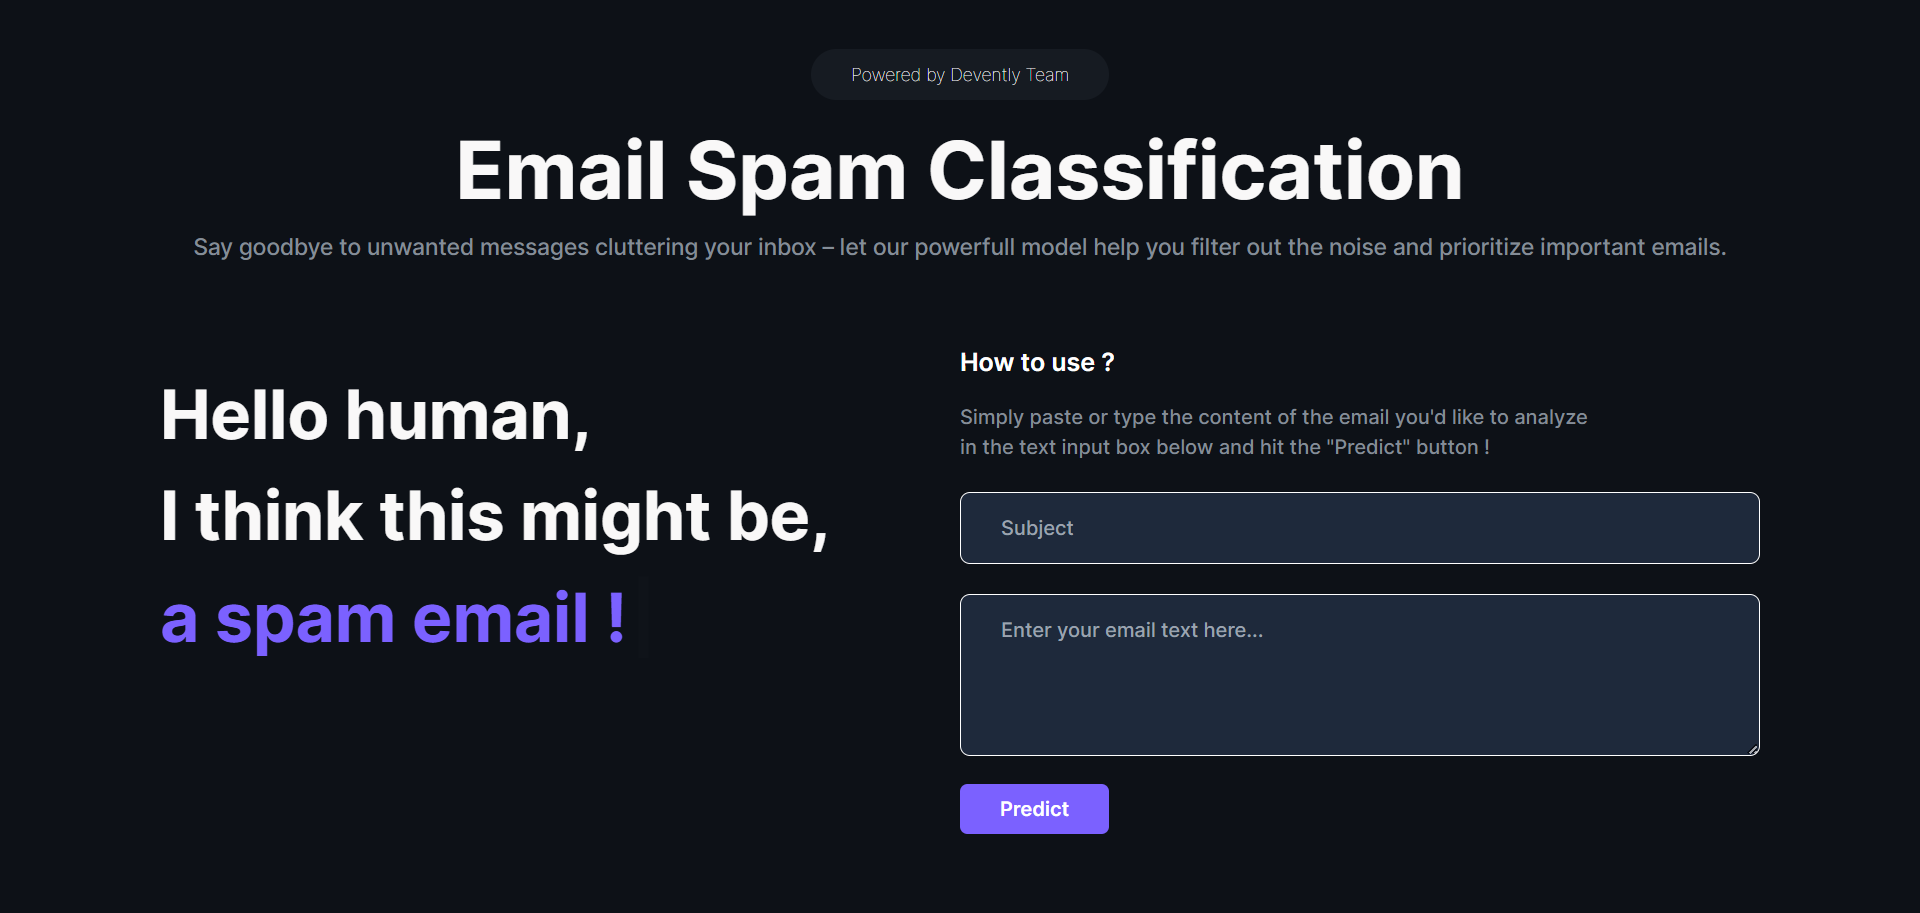 Powered by Devently Team
Email Spam Classification
Say goodbye to unwanted messages cluttering your inbox – let our powerfull model help you filter out the noise and prioritize important emails.
Hello human,
I think this might be,
a spam email !
How to use ?
Simply paste or type the content of the email you'd like to analyze
in the text input box below and hit the "Predict" button !
Subject
Enter your email text here...
Predict